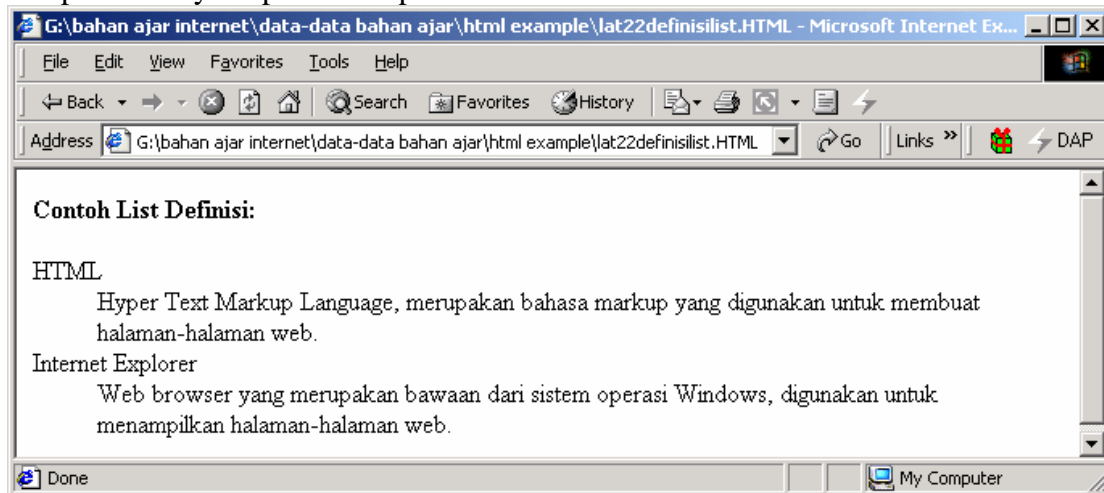 G:\bahan ajar internet\data-data bahan ajar\html example\lat22definisilist.HTML - Microsoft Internet Ex...
File Edit View Favorites Tools Help
Back Search Favorites History
Address G:\bahan ajar internet\data-data bahan ajar\html example\lat22definisilist.HTML Go Links » DAP
Contoh List Definisi:
HTML
Hyper Text Markup Language, merupakan bahasa markup yang digunakan untuk membuat
halaman-halaman web.
Internet Explorer
Web browser yang merupakan bawaan dari sistem operasi Windows, digunakan untuk
menampilkan halaman-halaman web.
Done My Computer